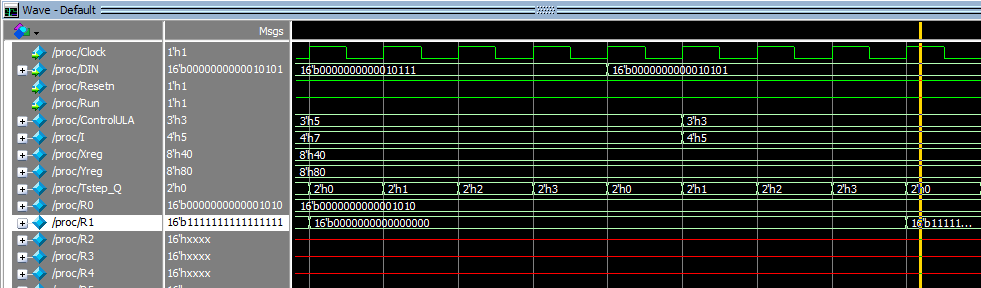 Wave - Default
Msgs
/proc/Clock 1'h1
/proc/DIN 16'b0000000000010101 16'b0000000000010111 16'b0000000000010101
/proc/Resetn 1'h1
/proc/Run 1'h1
/proc/ControlULA 3'h3 3'h5 3'h3
/proc/I 4'h5 4'h7 4'h5
/proc/Xreg 8'h40 8'h40
/proc/Yreg 8'h80 8'h80
/proc/Tstep_Q 2'h0 2'h0 2'h1 2'h2 2'h3 2'h0 2'h1 2'h2 2'h3 2'h0
/proc/R0 16'b0000000000001010 16'b0000000000001010
/proc/R1 16'b1111111111111111 16'b0000000000000000 16'b11111...
/proc/R2 16'hxxxx
/proc/R3 16'hxxxx
/proc/R4 16'hxxxx